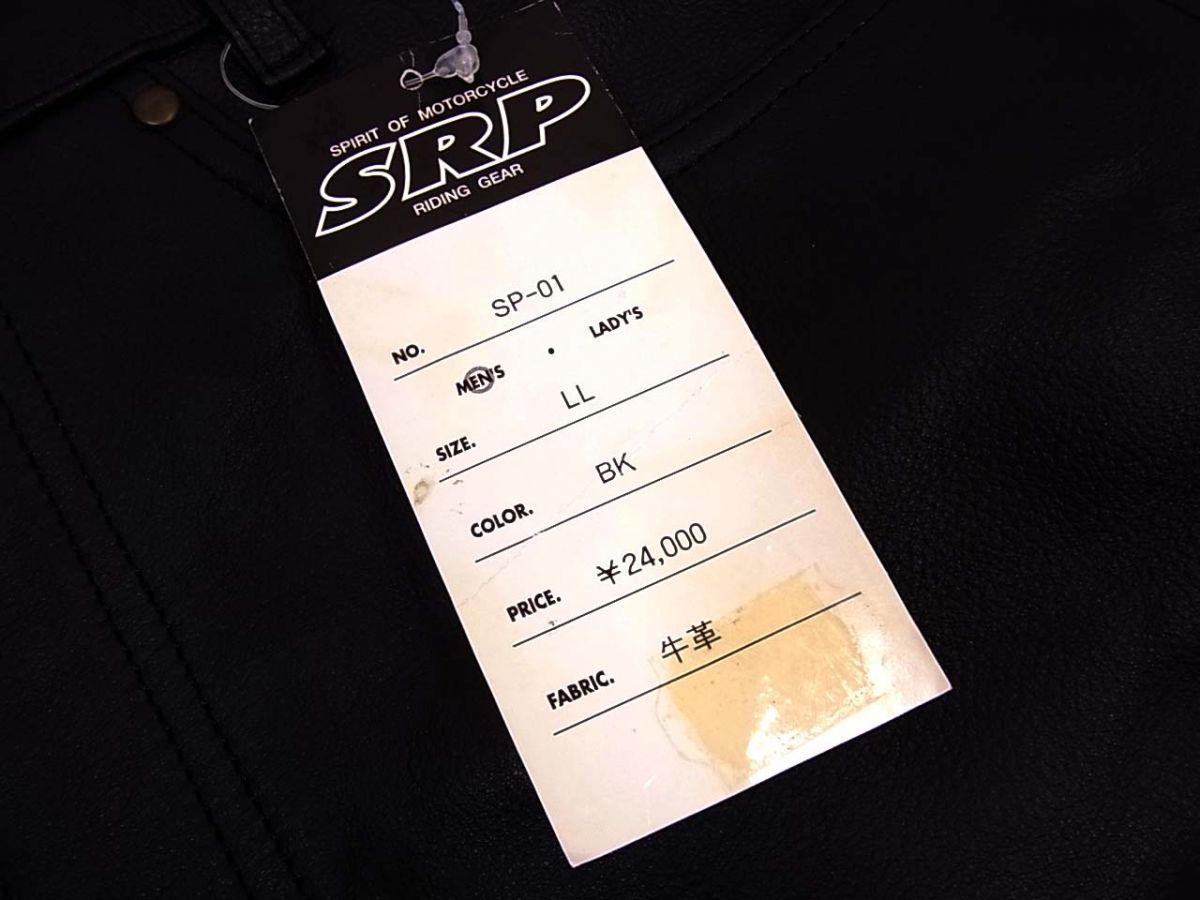 SPIRIT OF MOTORCYCLE
SRP
RIDING GEAR
NO. SP-01
MEN'S • LADY'S
SIZE. LL
COLOR. BK
PRICE. ¥24,000
FABRIC. 牛革